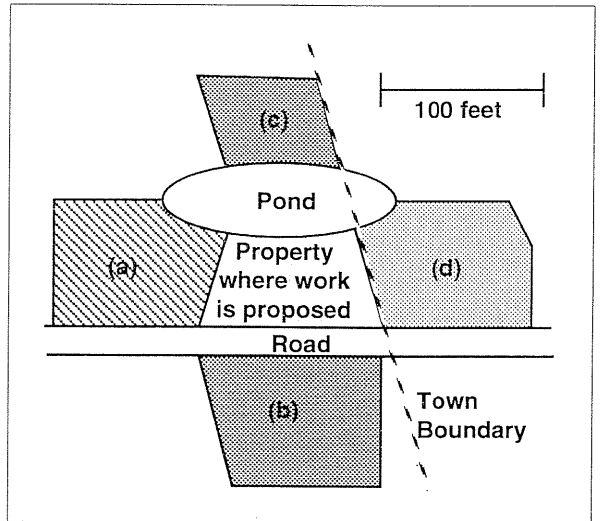 (c)
100 feet
Pond
(a)
Property
where work
is proposed
(d)
Road
(b)
Town
Boundary